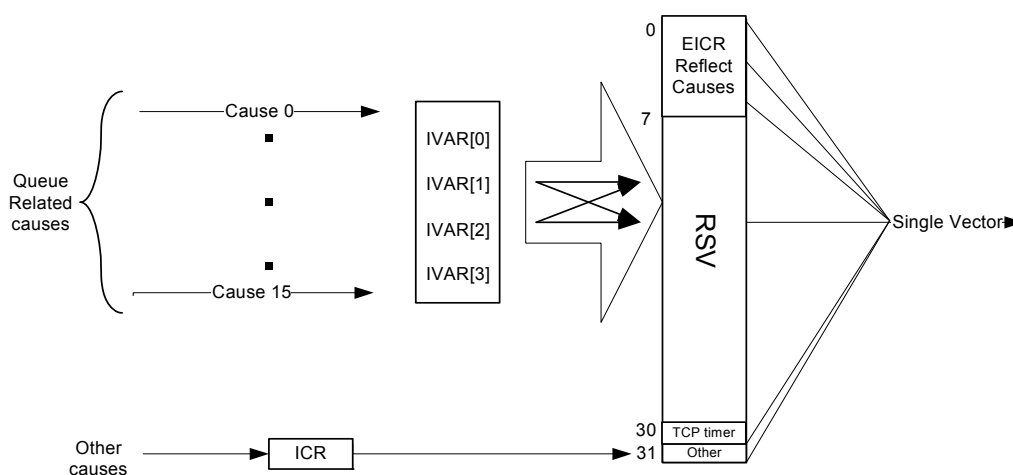 Queue
Related
causes
Cause 0
Cause 15
IVAR[0]
IVAR[1]
IVAR[2]
IVAR[3]
0
EICR
Reflect
Causes
7
RSV
Single Vector
30
TCP timer
31
Other
Other
causes
ICR